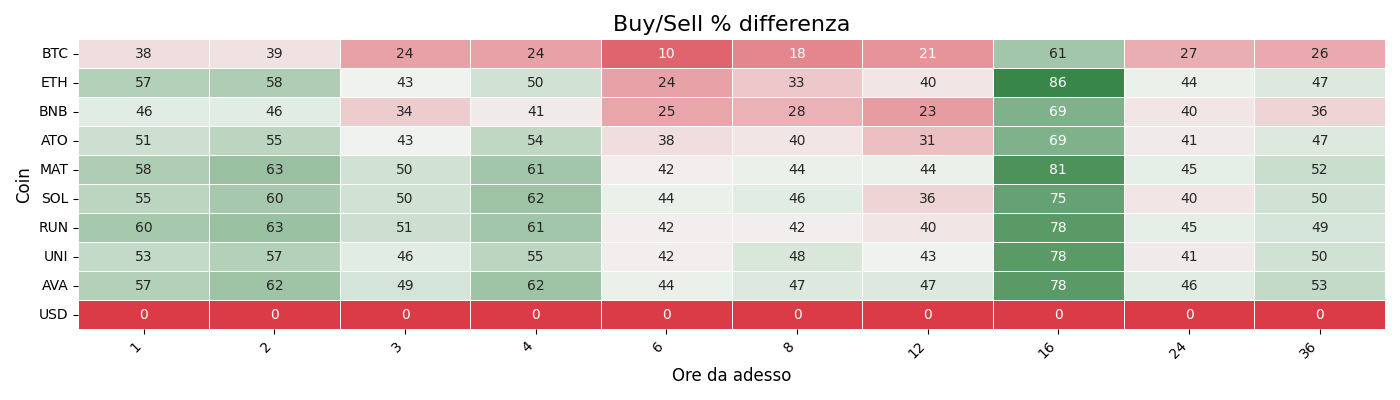 Buy/Sell % differenza
Coin
BTC 38 39 24 24 10 18 21 61 27 26
ETH 57 58 43 50 24 33 40 86 44 47
BNB 46 46 34 41 25 28 23 69 40 36
ATO 51 55 43 54 38 40 31 69 41 47
MAT 58 63 50 61 42 44 44 81 45 52
SOL 55 60 50 62 44 46 36 75 40 50
RUN 60 63 51 61 42 42 40 78 45 49
UNI 53 57 46 55 42 48 43 78 41 50
AVA 57 62 49 62 44 47 47 78 46 53
USD 0 0 0 0 0 0 0 0 0 0
1 2 3 4 6 8 12 16 24 36
Ore da adesso